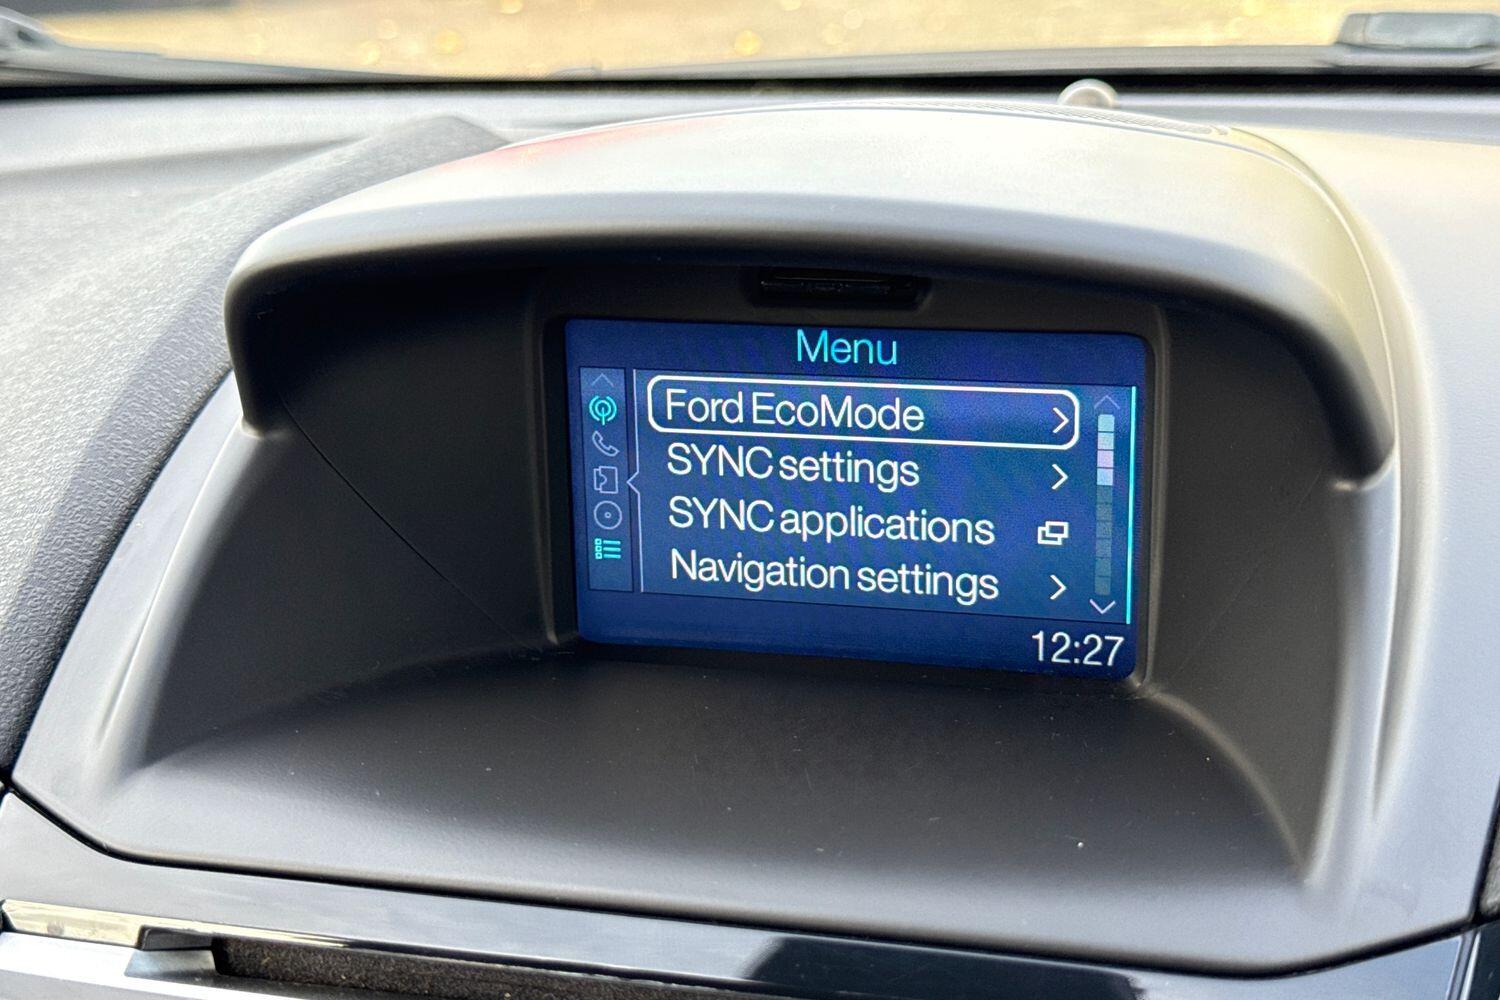 Menu
Ford EcoMode
SYNC settings
SYNC applications
Navigation settings
12:27